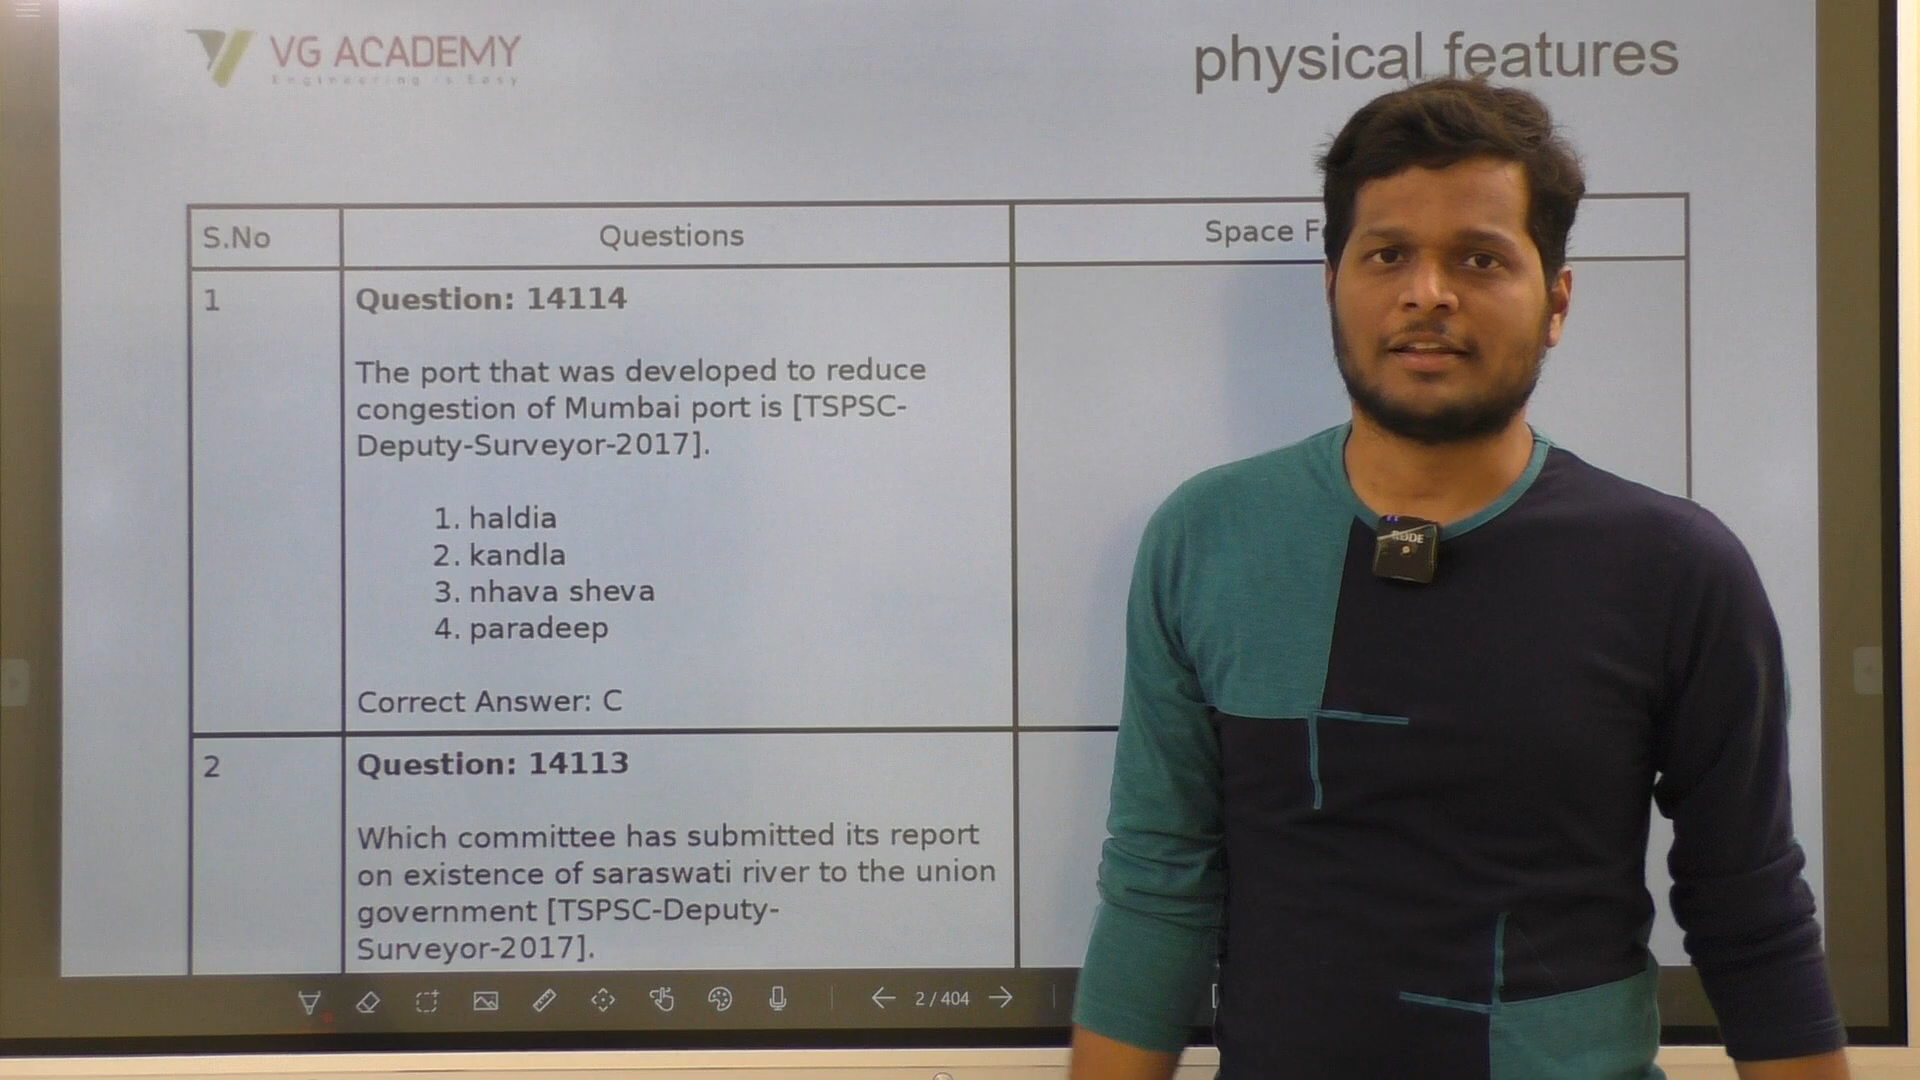 VG ACADEMY
Engineering is Easy
physical features
S.No
Questions
Space F
1
Question: 14114
The port that was developed to reduce
congestion of Mumbai port is [TSPSC-
Deputy-Surveyor-2017].
1. haldia
2. kandla
3. nhava sheva
4. paradeep
Correct Answer: C
2
Question: 14113
Which committee has submitted its report
on existence of saraswati river to the union
government [TSPSC-Deputy-
Surveyor-2017].
2 / 404
RODE